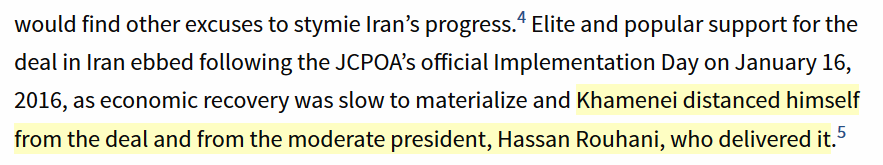 would find other excuses to stymie Iran’s progress.4 Elite and popular support for the
deal in Iran ebbed following the JCPOA’s official Implementation Day on January 16,
2016, as economic recovery was slow to materialize and Khamenei distanced himself
from the deal and from the moderate president, Hassan Rouhani, who delivered it.5